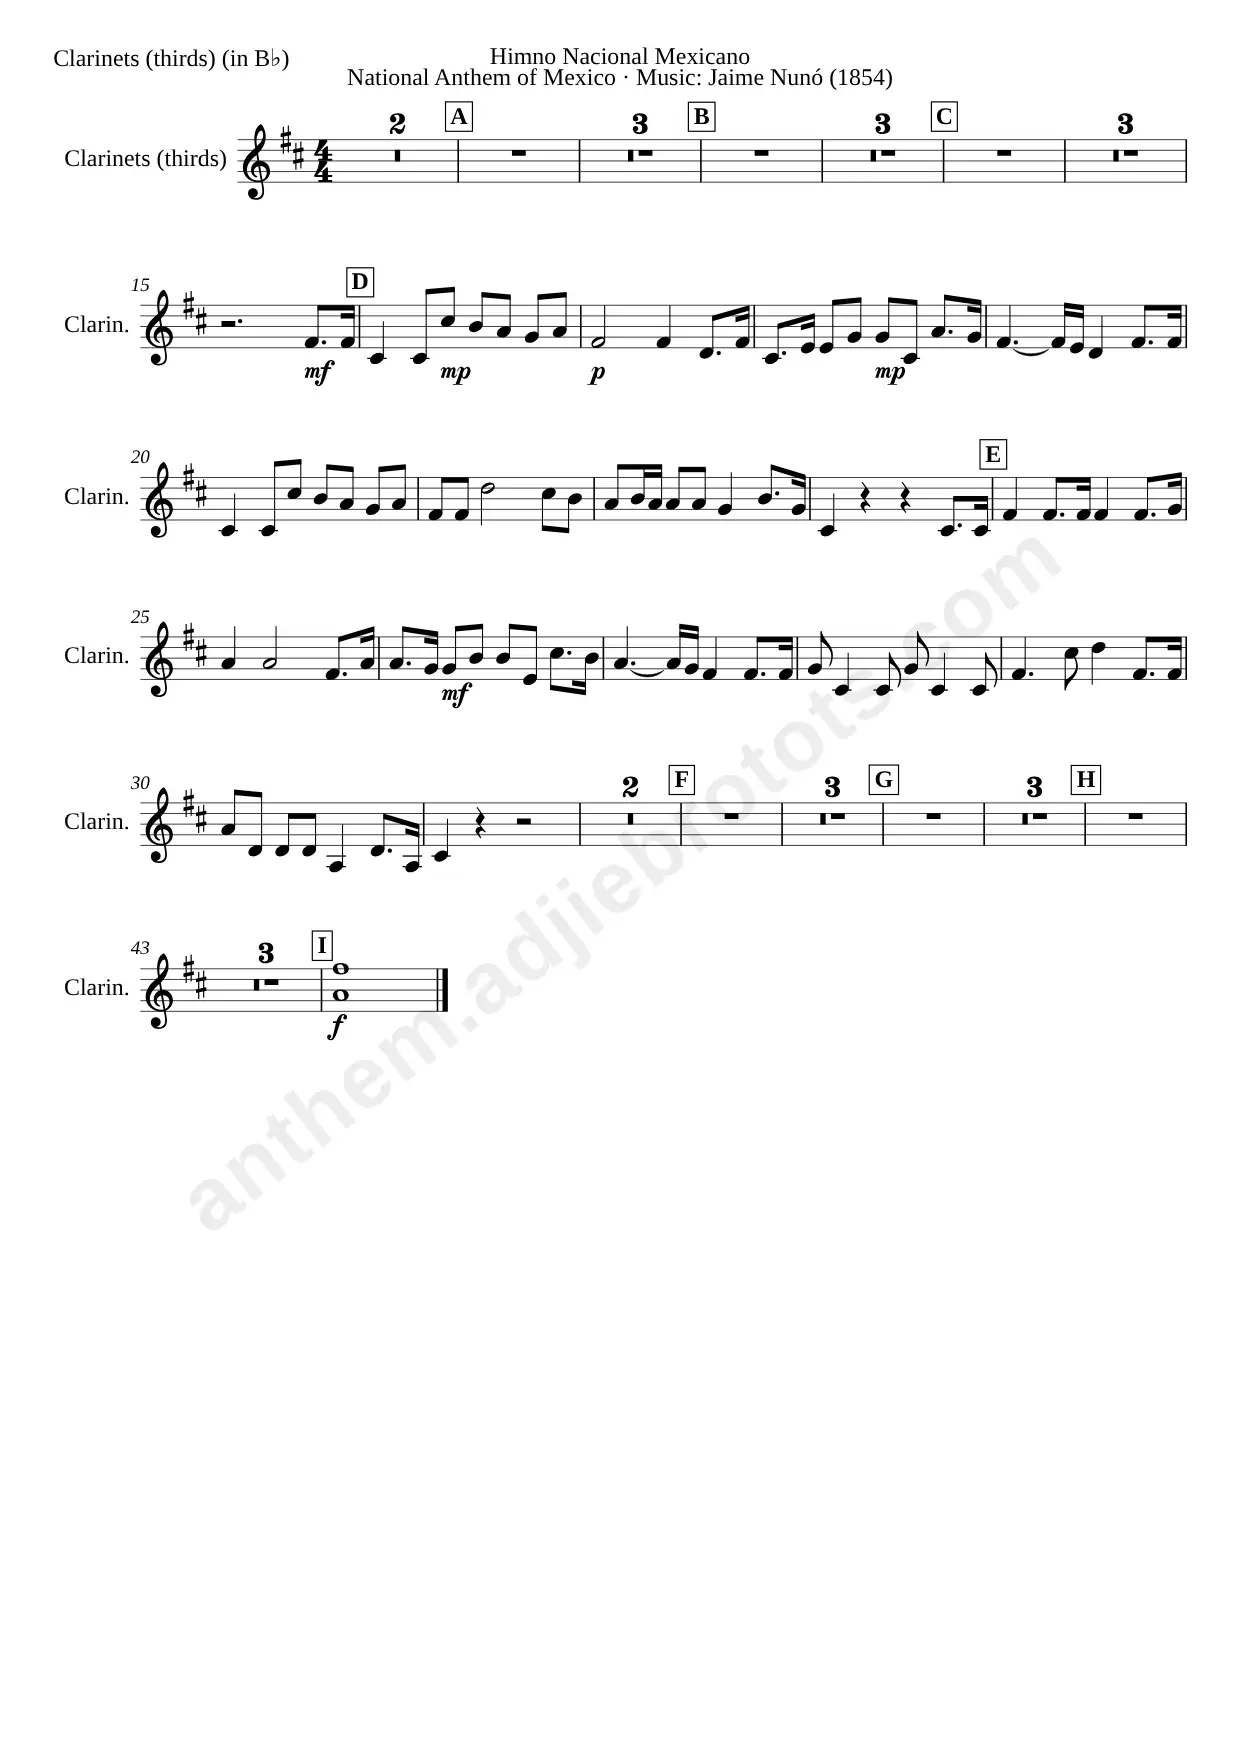 Clarinets (thirds) (in B♭)
Himno Nacional Mexicano
National Anthem of Mexico · Music: Jaime Nunó (1854)
2 A 3 B 3 C 3
Clarinets (thirds) 4 4
15 D
Clarin.
mf mp p mp
20 E
Clarin.
25
Clarin.
mf
30 2 F 3 G 3 H
Clarin.
43 3 I
Clarin.
f
anthem.adjiebrotots.com